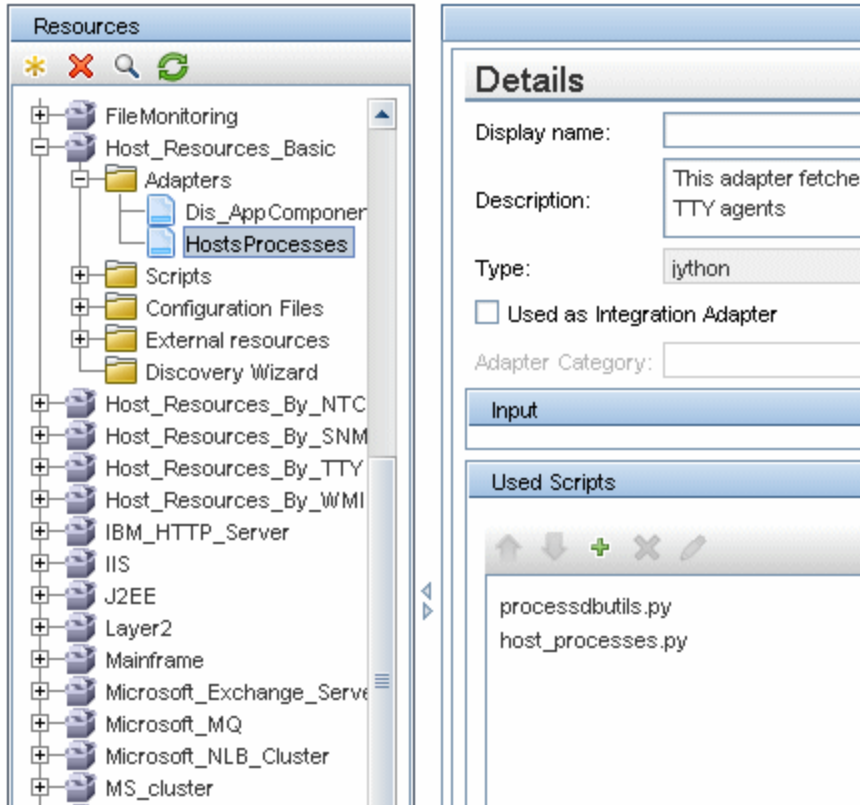 Resources
FileMonitoring
Host_Resources_Basic
Adapters
Dis_AppComponer
HostsProcesses
Scripts
Configuration Files
External resources
Discovery Wizard
Host_Resources_By_NTC
Host_Resources_By_SNM
Host_Resources_By_TTY
Host_Resources_By_WMI
IBM_HTTP_Server
IIS
J2EE
Layer2
Mainframe
Microsoft_Exchange_Serve
Microsoft_MQ
Microsoft_NLB_Cluster
MS_cluster
Details
Display name:
Description:
This adapter fetche
TTY agents
Type:
jython
Used as Integration Adapter
Adapter Category:
Input
Used Scripts
processdbutils.py
host_processes.py